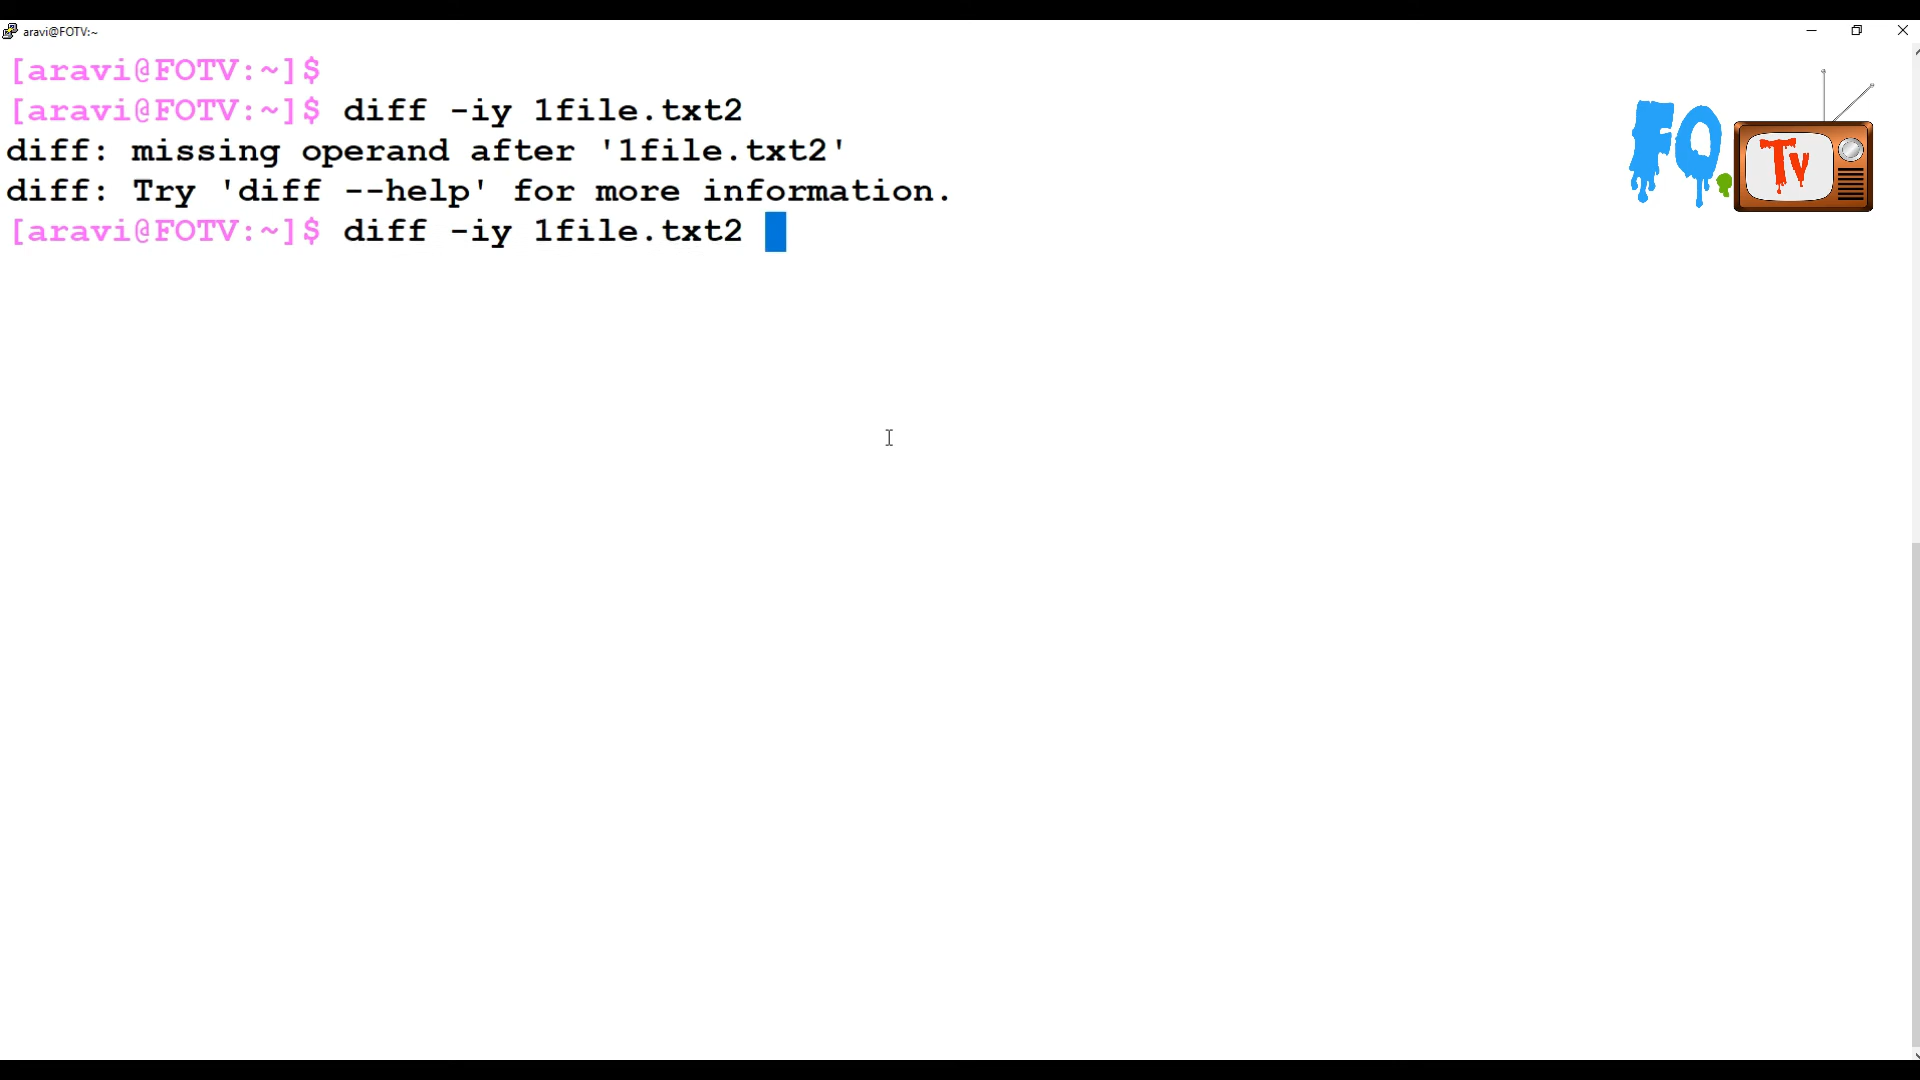 aravi@FOTV:~
[aravi@FOTV:~]$
[aravi@FOTV:~]$ diff -iy 1file.txt2
diff: missing operand after '1file.txt2'
diff: Try 'diff --help' for more information.
[aravi@FOTV:~]$ diff -iy 1file.txt2
FO.
Tv